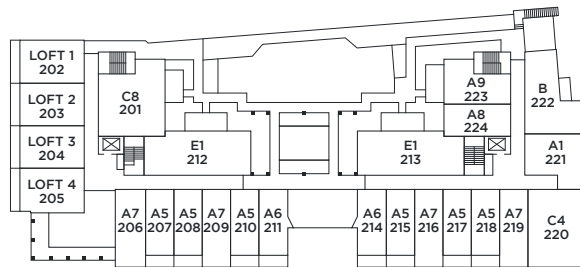 LOFT 1
202
LOFT 2
203
LOFT 3
204
LOFT 4
205
C8
201
E1
212
E1
213
A9
223
A8
224
B
222
A1
221
A7
206
A5
207
A5
208
A7
209
A5
210
A6
211
A6
214
A5
215
A7
216
A5
217
A5
218
A7
219
C4
220